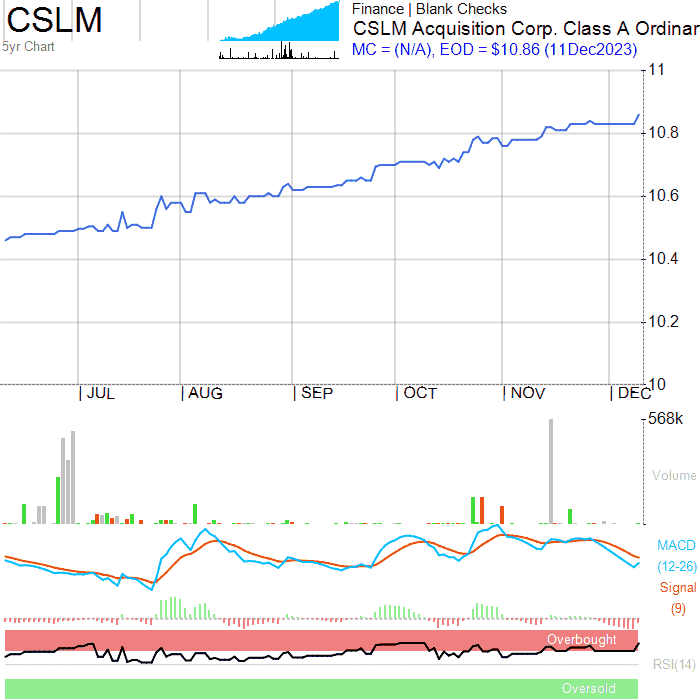 CSLM
5yr Chart
Finance | Blank Checks
CSLM Acquisition Corp. Class A Ordinar
MC = (N/A), EOD = $10.86 (11Dec2023)
11
10.8
10.6
10.4
10.2
10
JUL
AUG
SEP
OCT
NOV
DEC
568k
Volume
MACD
(12-26)
Signal
(9)
Overbought
RSI(14)
Oversold